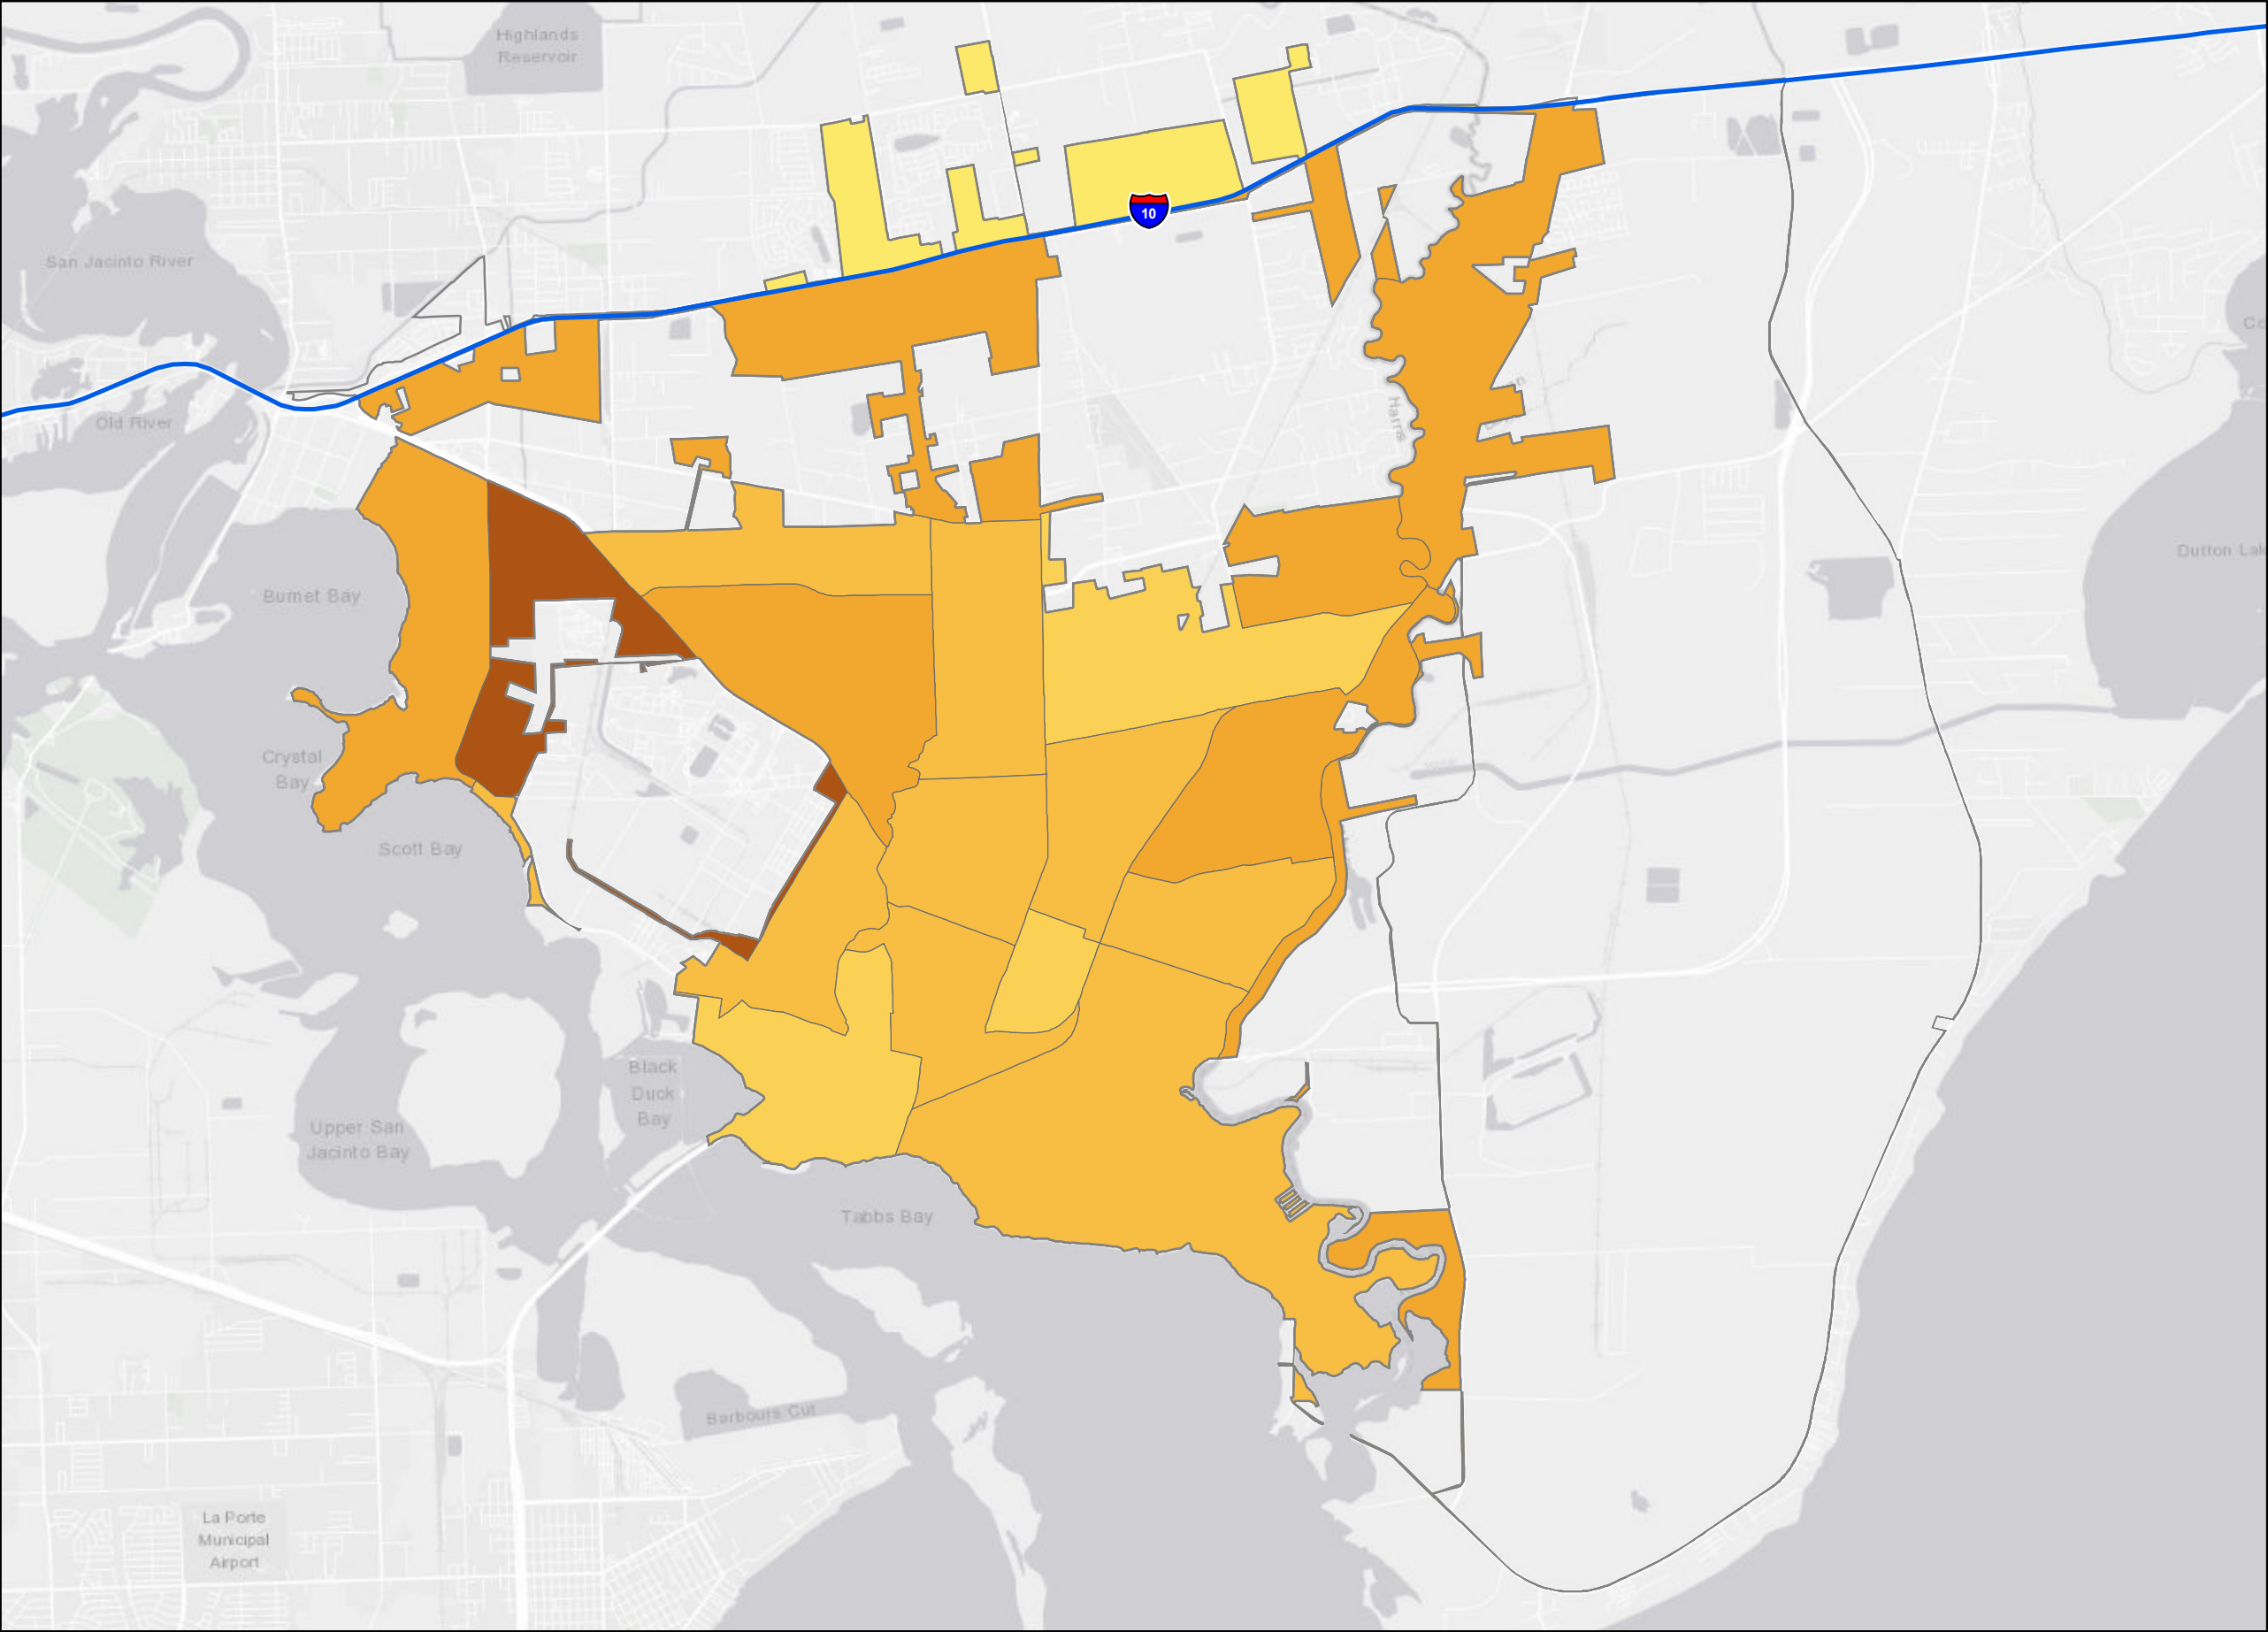 Highlands
Reservoir
10
San Jacinto River
Old River
Harris
Dutton Lak
Burnet Bay
Crystal
Bay
Scott Bay
Black
Duck
Bay
Upper San
Jacinto Bay
Tabbs Bay
Barbours Cut
La Porte
Municipal
Airport
Co